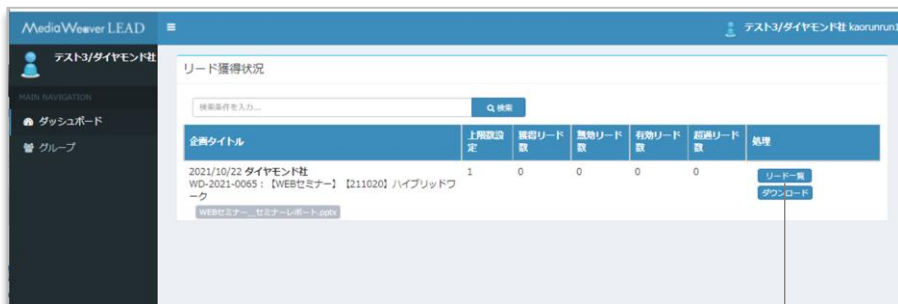 MediaWeaver LEAD
テスト3/ダイヤモンド社 kaorunrun1
テスト3/ダイヤモンド社
MAIN NAVIGATION
ダッシュボード
グループ
リード獲得状況
検索条件を入力...
検索
企画タイトル
上限数設定
獲得リード数
無効リード数
有効リード数
超過リード数
処理
2021/10/22 ダイヤモンド社
WD-2021-0065：【WEBセミナー】【211020】ハイブリッドワ
ーク
WEBセミナー__セミナーレポート.pptx
1
0
0
0
0
リード一覧
ダウンロード